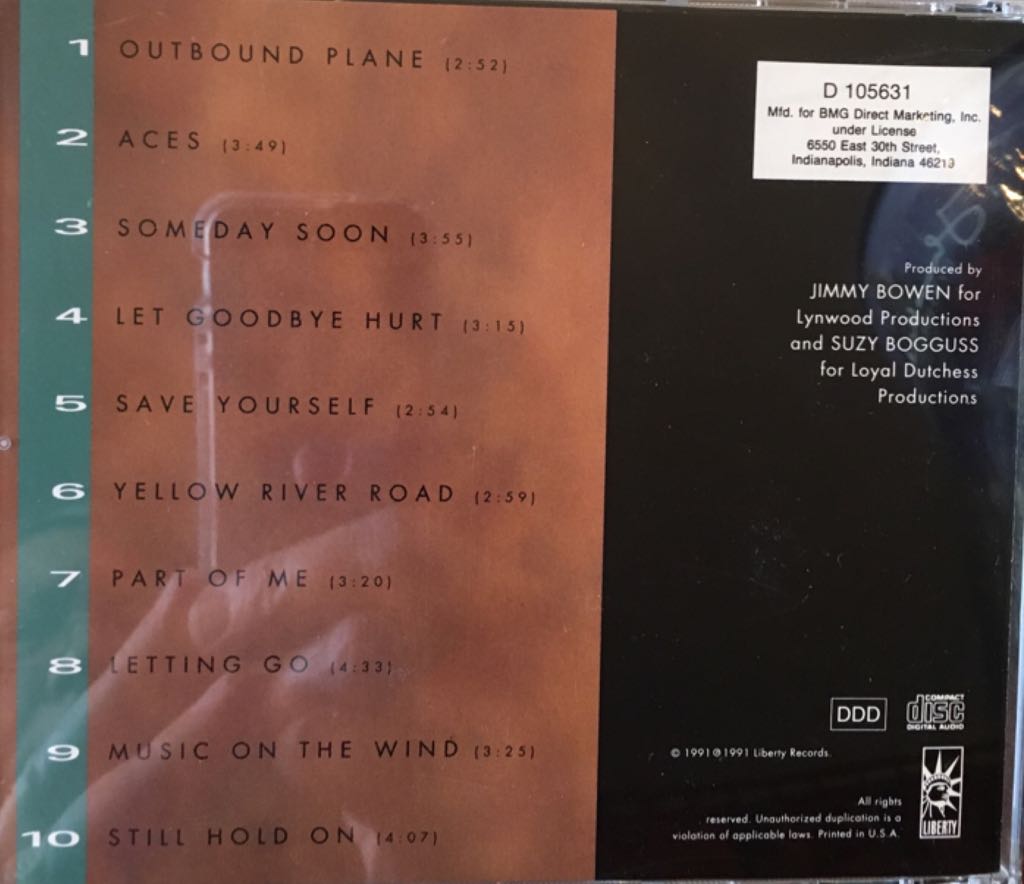 1 OUTBOUND PLANE (2:52)
2 ACES (3:49)
3 SOMEDAY SOON (3:55)
4 LET GOODBYE HURT (3:15)
5 SAVE YOURSELF (2:54)
6 YELLOW RIVER ROAD (2:59)
7 PART OF ME (3:20)
8 LETTING GO (4:33)
9 MUSIC ON THE WIND (3:25)
10 STILL HOLD ON (4:07)
D 105631
Mfd. for BMG Direct Marketing, Inc.
under License
6550 East 30th Street,
Indianapolis, Indiana 46219
Produced by
JIMMY BOWEN for
Lynwood Productions
and SUZY BOGGUSS
for Loyal Dutchess
Productions
DDD
COMPACT
disc
DIGITAL AUDIO
© 1991 ℗ 1991 Liberty Records.
All rights
reserved. Unauthorized duplication is a
violation of applicable laws. Printed in U.S.A.
LIBERTY